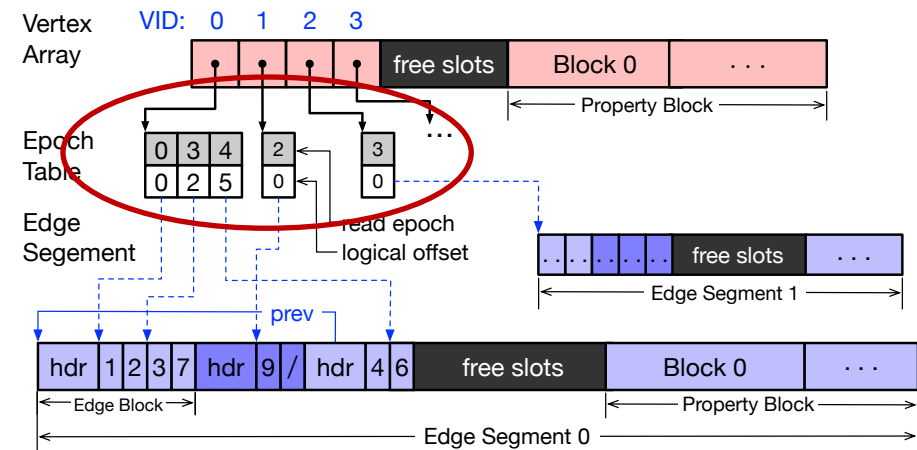 Vertex Array
VID: 0 1 2 3
free slots
Block 0
. . .
Property Block
...
Epoch Table
0 3 4
0 2 5
2
0
3
0
read epoch
logical offset
Edge Segement
. . . . . . . . . .
free slots
. . .
Edge Segment 1
prev
hdr 1 2 3 7 hdr 9 / hdr 4 6
free slots
Block 0
. . .
Edge Block
Property Block
Edge Segment 0